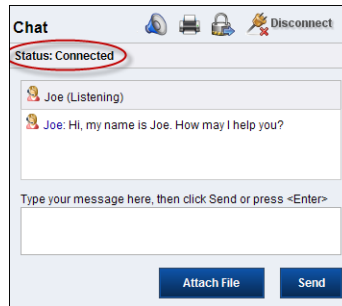 Chat
Disconnect
Status: Connected
Joe (Listening)
Joe: Hi, my name is Joe. How may I help you?
Type your message here, then click Send or press <Enter>
Attach File
Send